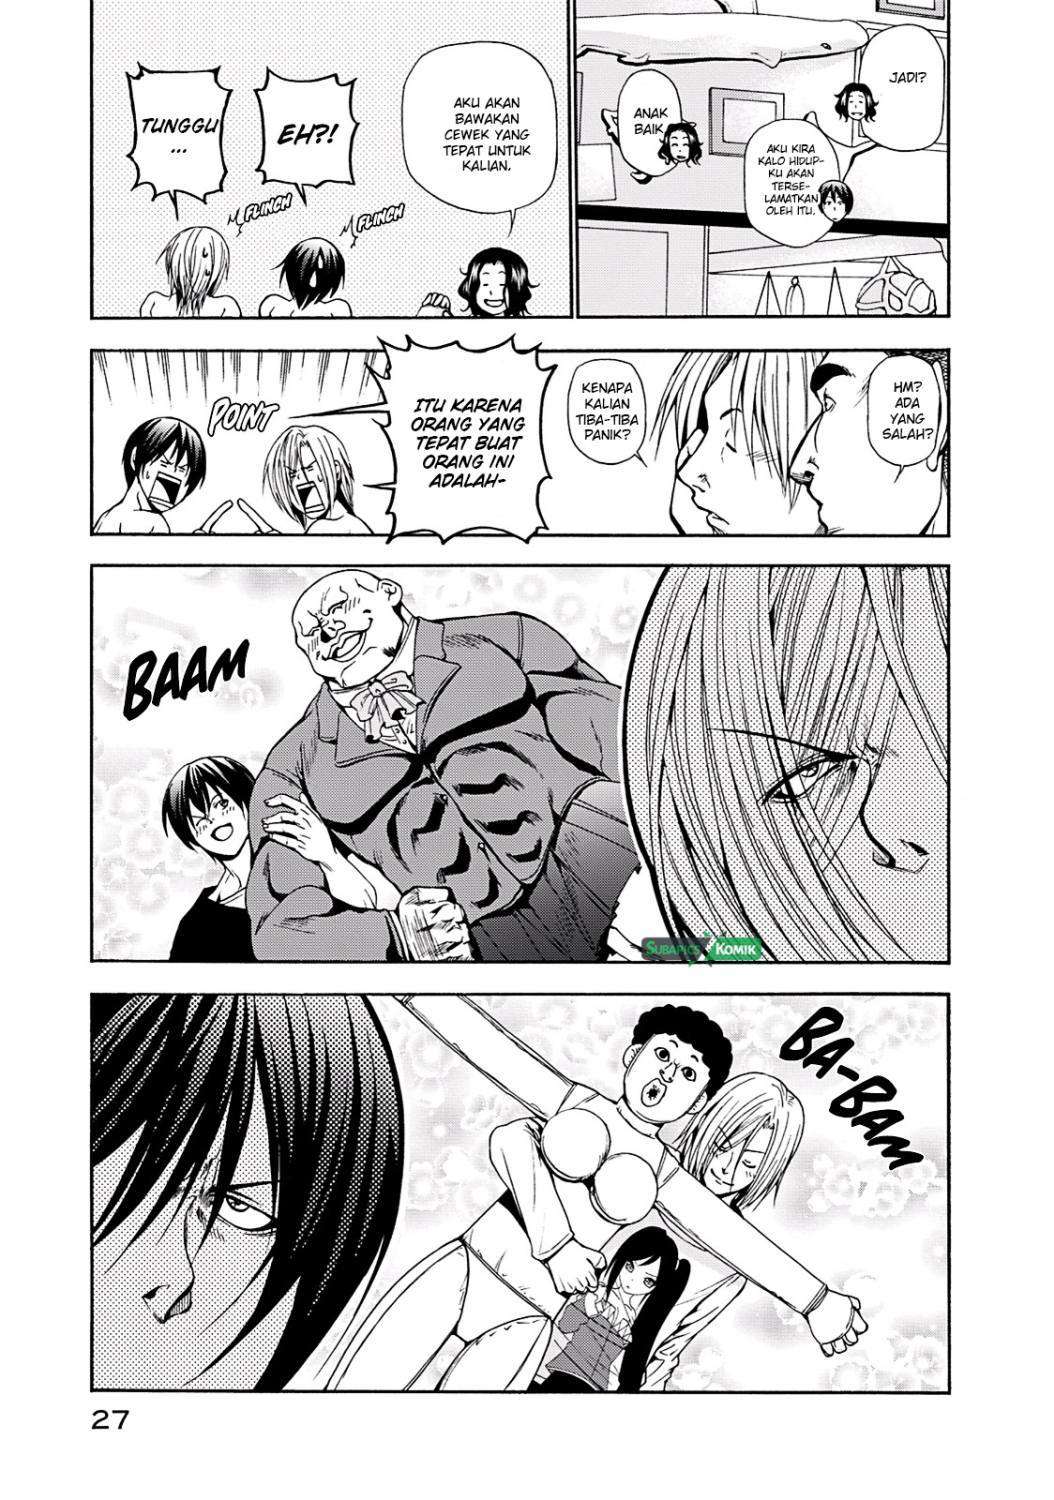 JADI?
ANAK
BAIK
AKU KIRA
KALO HIDUP-
KU AKAN
TERSE-
LAMATKAN
OLEH ITU.
AKU AKAN
BAWAKAN
CEWEK YANG
TEPAT UNTUK
KALIAN.
EH?!
FLINCH
TUNGGU
...
FLINCH
HM?
ADA
YANG
SALAH?
KENAPA
KALIAN
TIBA-TIBA
PANIK?
ITU KARENA
ORANG YANG
TEPAT BUAT
ORANG INI
ADALAH-
POINT
BAAM
SUBAPICS X KOMIK
BA-BAM
27